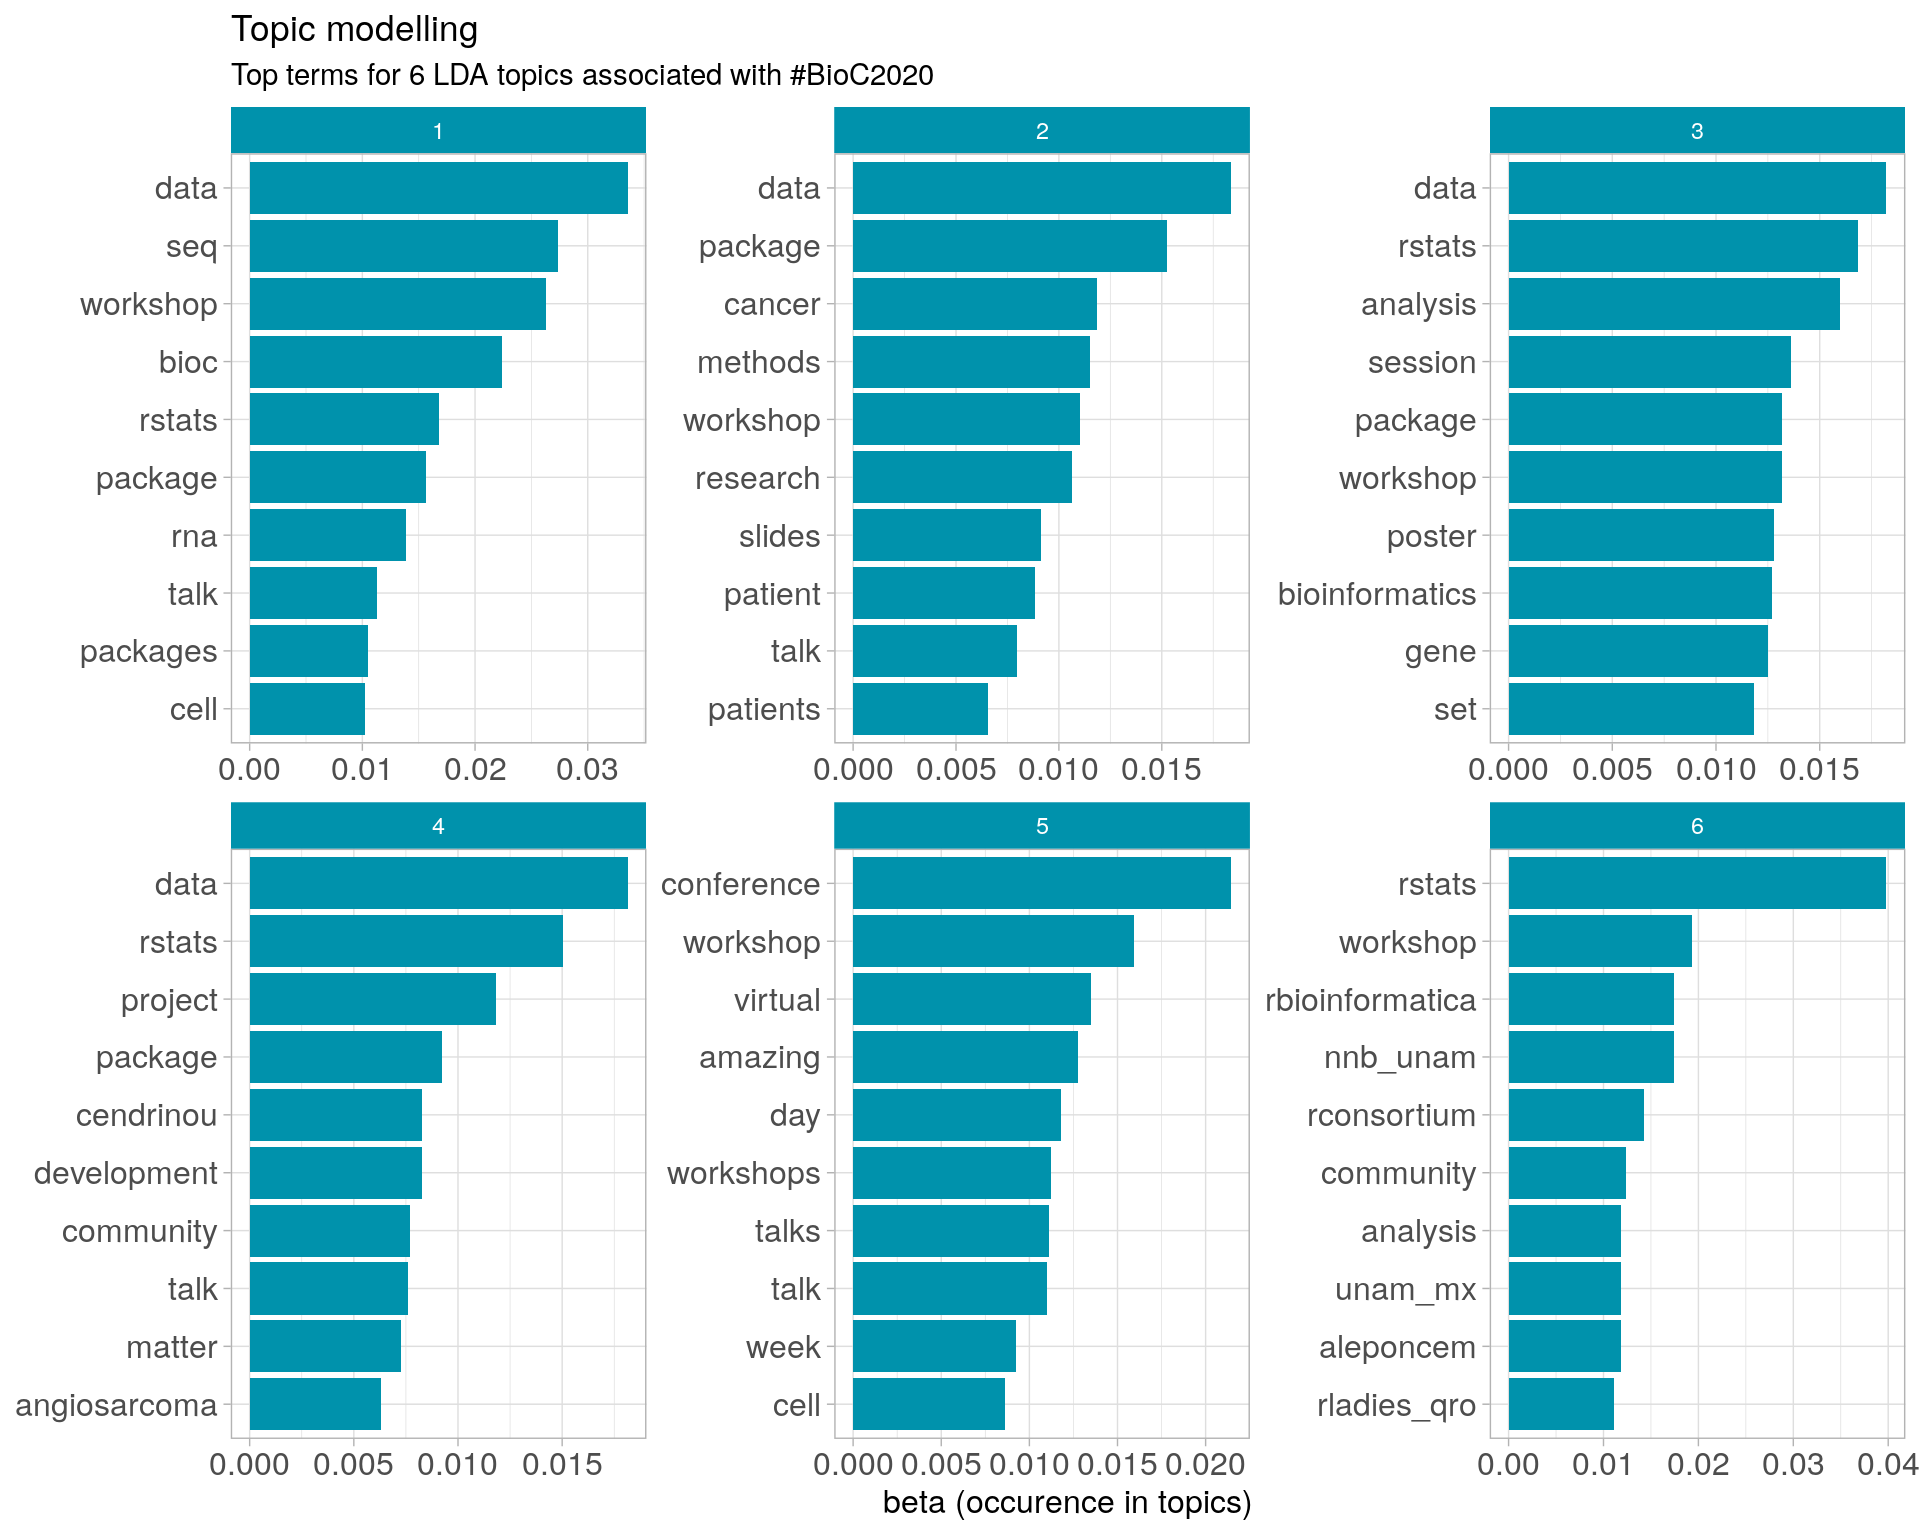 Topic modelling
Top terms for 6 LDA topics associated with #BioC2020
1
data
seq
workshop
bioc
rstats
package
rna
talk
packages
cell
0.00 0.01 0.02 0.03
2
data
package
cancer
methods
workshop
research
slides
patient
talk
patients
0.000 0.005 0.010 0.015
3
data
rstats
analysis
session
package
workshop
poster
bioinformatics
gene
set
0.000 0.005 0.010 0.015
4
data
rstats
project
package
cendrinou
development
community
talk
matter
angiosarcoma
0.000 0.005 0.010 0.015
5
conference
workshop
virtual
amazing
day
workshops
talks
talk
week
cell
0.000 0.005 0.010 0.015 0.020
6
rstats
workshop
rbioinformatica
nnb_unam
rconsortium
community
analysis
unam_mx
aleponcem
rladies_qro
0.00 0.01 0.02 0.03 0.04
beta (occurence in topics)